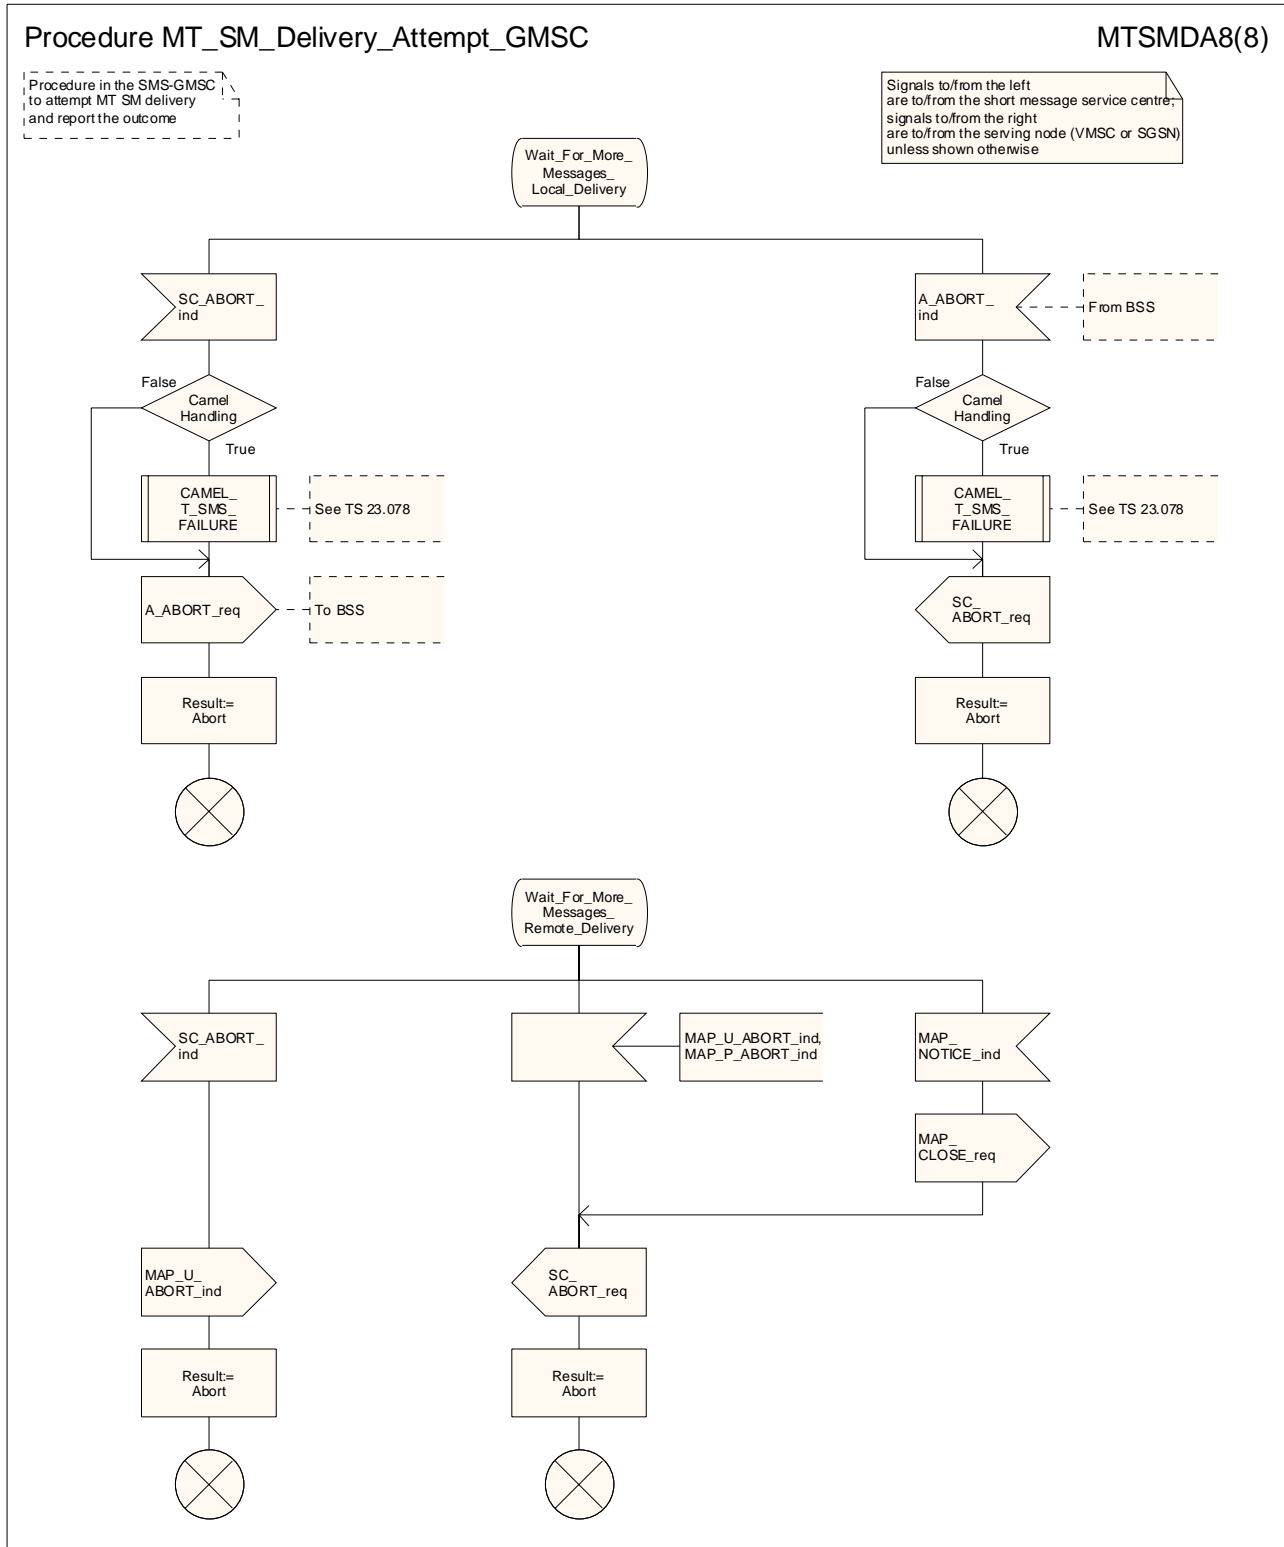 Procedure MT_SM_Delivery_Attempt_GMSC
MTSMDA8(8)
Procedure in the SMS-GMSC
to attempt MT SM delivery
and report the outcome
Signals to/from the left
are to/from the short message service centre;
signals to/from the right
are to/from the serving node (VMSC or SGSN)
unless shown otherwise
Wait_For_More_
Messages_
Local_Delivery
SC_ABORT_
ind
A_ABORT_
ind
From BSS
False
Camel
Handling
True
False
Camel
Handling
True
CAMEL_
T_SMS_
FAILURE
See TS 23.078
CAMEL_
T_SMS_
FAILURE
See TS 23.078
A_ABORT_req
To BSS
SC_
ABORT_req
Result:=
Abort
Result:=
Abort
Wait_For_More_
Messages_
Remote_Delivery
SC_ABORT_
ind
MAP_U_ABORT_ind,
MAP_P_ABORT_ind
MAP_
NOTICE_ind
MAP_
CLOSE_req
MAP_U_
ABORT_ind
SC_
ABORT_req
Result:=
Abort
Result:=
Abort